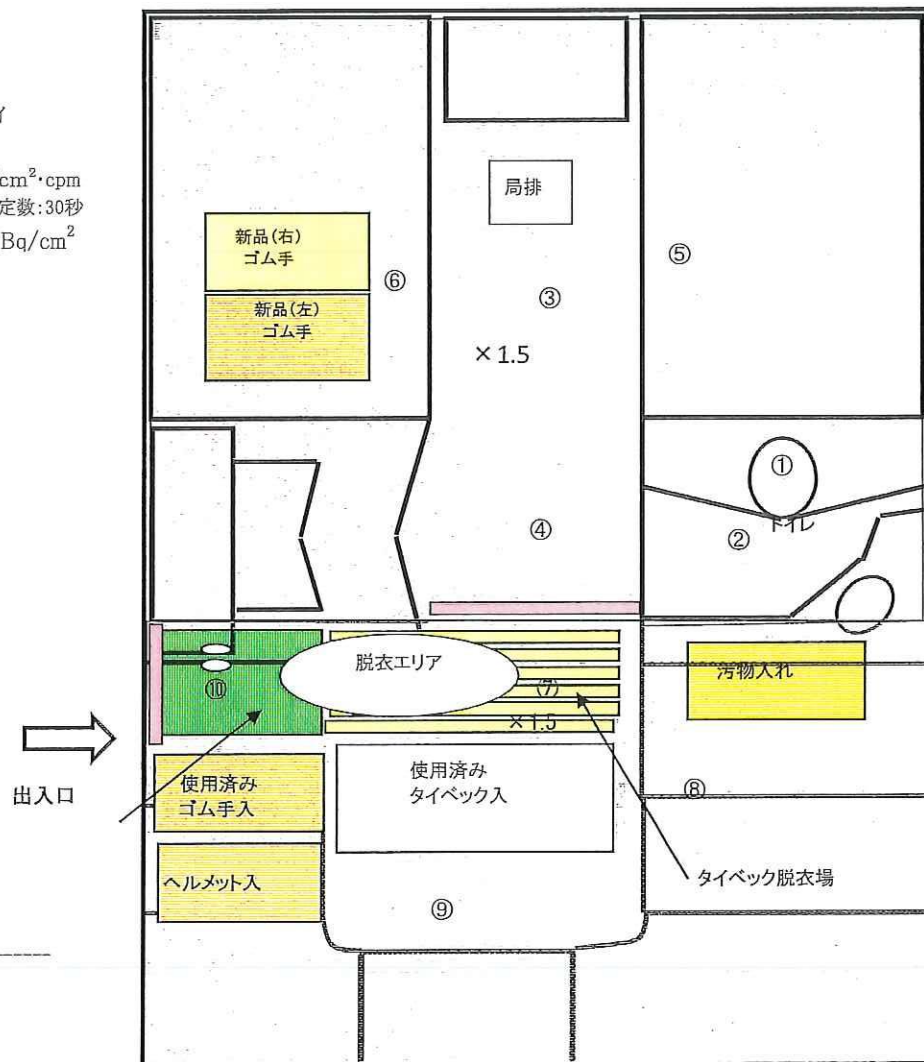 イ
cm²･cpm
定数:30秒
Bq/cm²
局排
新品(右)
ゴム手
新品(左)
ゴム手
⑥
③
⑤
×1.5
①
トイレ
②
④
脱衣エリア
⑩
(7)
×1.5
汚物入れ
出入口
使用済み
ゴム手入
使用済み
タイベック入
⑧
ヘルメット入
タイベック脱衣場
⑨